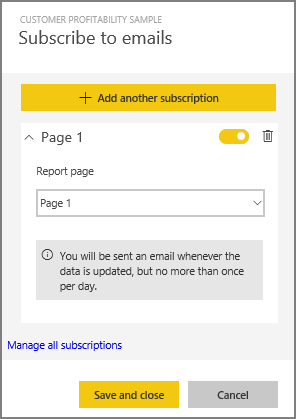 CUSTOMER PROFITABILITY SAMPLE
Subscribe to emails
Add another subscription
Page 1
Report page
Page 1
You will be sent an email whenever the
data is updated, but no more than once
per day.
Manage all subscriptions
Save and close
Cancel